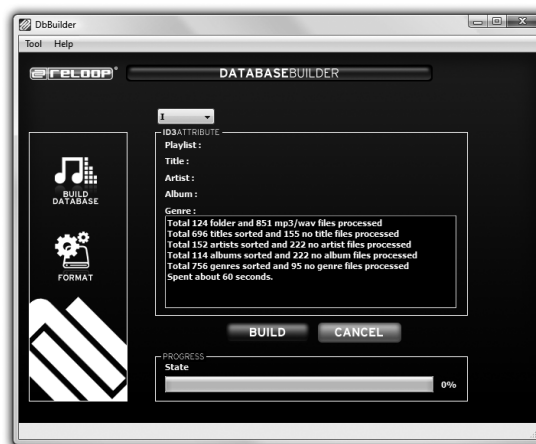 DbBuilder
Tool Help
reloop®
DATABASEBUILDER
I
ID3ATTRIBUTE
Playlist :
Title :
Artist :
Album :
Genre :
Total 124 folder and 851 mp3/wav files processed
Total 696 titles sorted and 155 no title files processed
Total 152 artists sorted and 222 no artist files processed
Total 114 albums sorted and 222 no album files processed
Total 756 genres sorted and 95 no genre files processed
Spent about 60 seconds.
BUILD
DATABASE
FORMAT
BUILD CANCEL
PROGRESS
State
0%